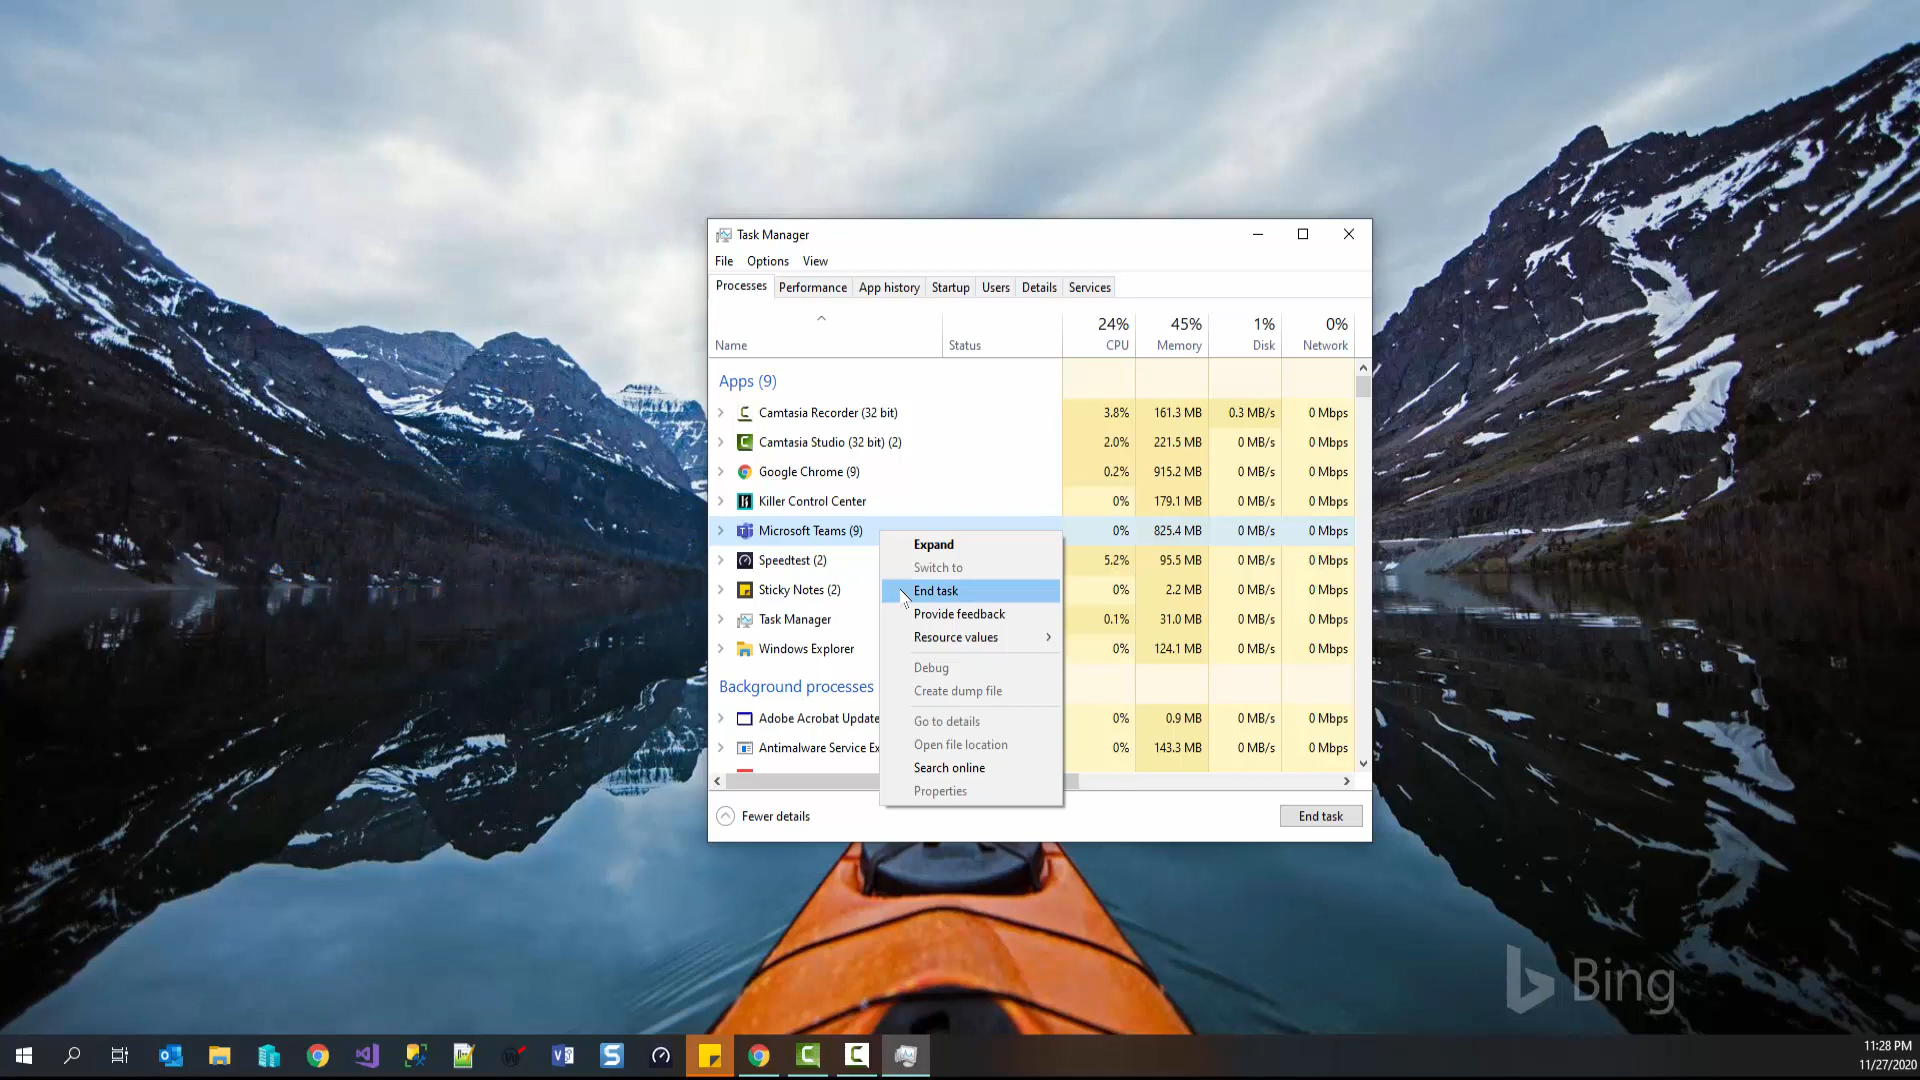 Task Manager
File Options View
Processes Performance App history Startup Users Details Services
24% 45% 1% 0%
Name Status CPU Memory Disk Network
Apps (9)
Camtasia Recorder (32 bit) 3.8% 161.3 MB 0.3 MB/s 0 Mbps
Camtasia Studio (32 bit) (2) 2.0% 221.5 MB 0 MB/s 0 Mbps
Google Chrome (9) 0.2% 915.2 MB 0 MB/s 0 Mbps
Killer Control Center 0% 179.1 MB 0 MB/s 0 Mbps
Microsoft Teams (9) 0% 825.4 MB 0 MB/s 0 Mbps
Speedtest (2) 5.2% 95.5 MB 0 MB/s 0 Mbps
Sticky Notes (2) 0% 2.2 MB 0 MB/s 0 Mbps
Task Manager 0.1% 31.0 MB 0 MB/s 0 Mbps
Windows Explorer 0% 124.1 MB 0 MB/s 0 Mbps
Background processes
Adobe Acrobat Update 0% 0.9 MB 0 MB/s 0 Mbps
Antimalware Service Ex 0% 143.3 MB 0 MB/s 0 Mbps
Expand
Switch to
End task
Provide feedback
Resource values
Debug
Create dump file
Go to details
Open file location
Search online
Properties
Fewer details End task
Bing
11:28 PM
11/27/2020